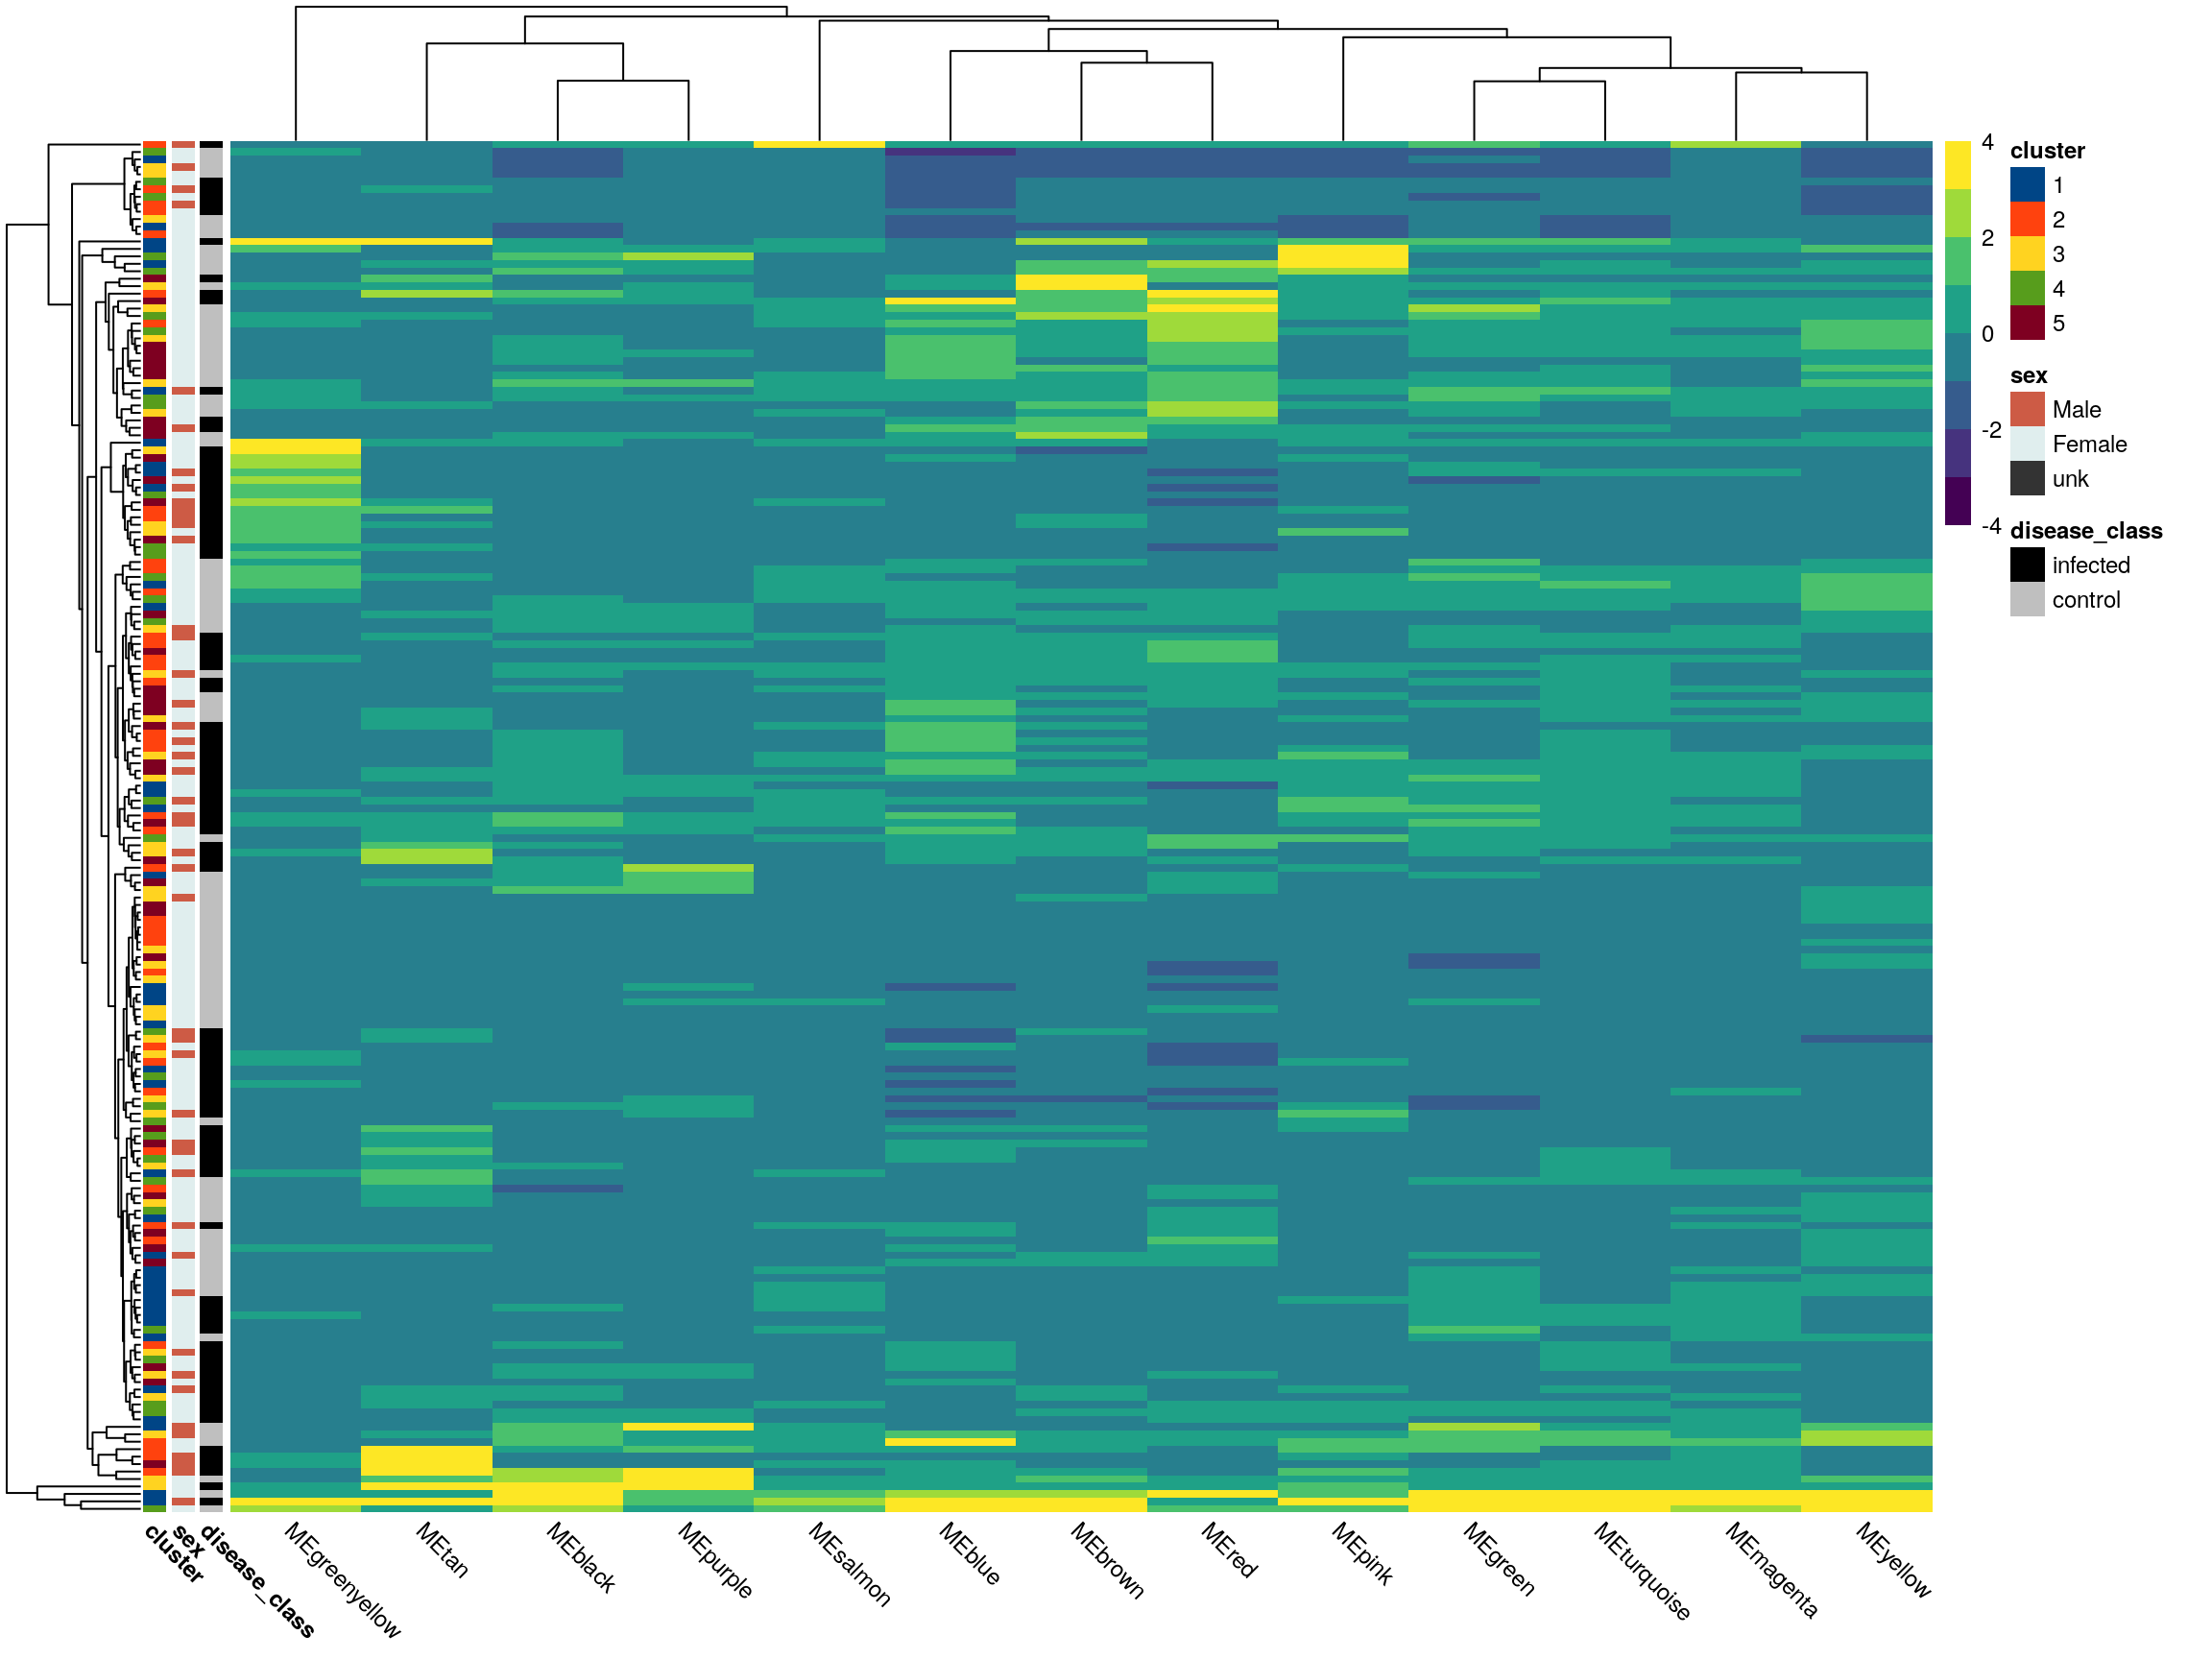 4
2
0
-2
-4
cluster
1
2
3
4
5
sex
Male
Female
unk
disease_class
infected
control
cluster
sex
disease_class
MEgreenyellow
MEtan
MEblack
MEpurple
MEsalmon
MEblue
MEbrown
MEred
MEpink
MEgreen
MEturquoise
MEmagenta
MEyellow